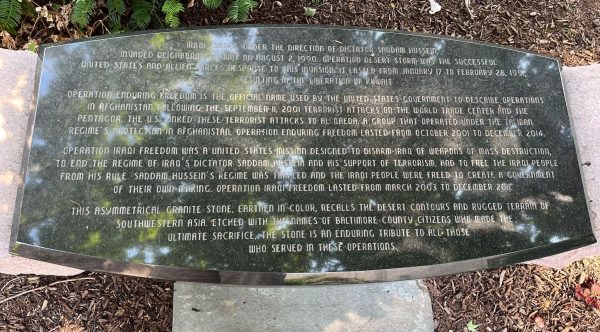 IRAQI FORCES, UNDER THE DIRECTION OF DICTATOR SADDAM HUSSEIN,
INVADED NEIGHBORING KUWAIT ON AUGUST 2, 1990. OPERATION DESERT STORM WAS THE SUCCESSFUL
UNITED STATES AND ALLIED FORCES RESPONSE TO THIS INVASION. IT LASTED FROM JANUARY 17 TO FEBRUARY 28, 1991,
RESULTING IN THE LIBERATION OF KUWAIT.
OPERATION ENDURING FREEDOM IS THE OFFICIAL NAME USED BY THE UNITED STATES GOVERNMENT TO DESCRIBE OPERATIONS
IN AFGHANISTAN FOLLOWING THE SEPTEMBER 11, 2001 TERRORIST ATTACKS ON THE WORLD TRADE CENTER AND THE
PENTAGON. THE U.S. LINKED THESE TERRORIST ATTACKS TO AL QAEDA, A GROUP THAT OPERATED UNDER THE TALIBAN
REGIME'S PROTECTION IN AFGHANISTAN. OPERATION ENDURING FREEDOM LASTED FROM OCTOBER 2001 TO DECEMBER 2014.
OPERATION IRAQI FREEDOM WAS A UNITED STATES MISSION DESIGNED TO DISARM IRAQ OF WEAPONS OF MASS DESTRUCTION,
TO END THE REGIME OF IRAQ'S DICTATOR SADDAM HUSSEIN AND HIS SUPPORT OF TERRORISM, AND TO FREE THE IRAQI PEOPLE
FROM HIS RULE. SADDAM HUSSEIN'S REGIME WAS TOPPLED AND THE IRAQI PEOPLE WERE FREED TO CREATE A GOVERNMENT
OF THEIR OWN MAKING. OPERATION IRAQI FREEDOM LASTED FROM MARCH 2003 TO DECEMBER
THIS ASYMMETRICAL GRANITE STONE, EARTHEN IN COLOR, RECALLS THE DESERT CONTOURS AND RUGGED TERRAIN OF
SOUTHWESTERN ASIA. ETCHED WITH THE NAMES OF BALTIMORE COUNTY CITIZENS WHO MADE THE
ULTIMATE SACRIFICE, THE STONE IS AN ENDURING TRIBUTE TO ALL THOSE
WHO SERVED IN THESE OPERATIONS.